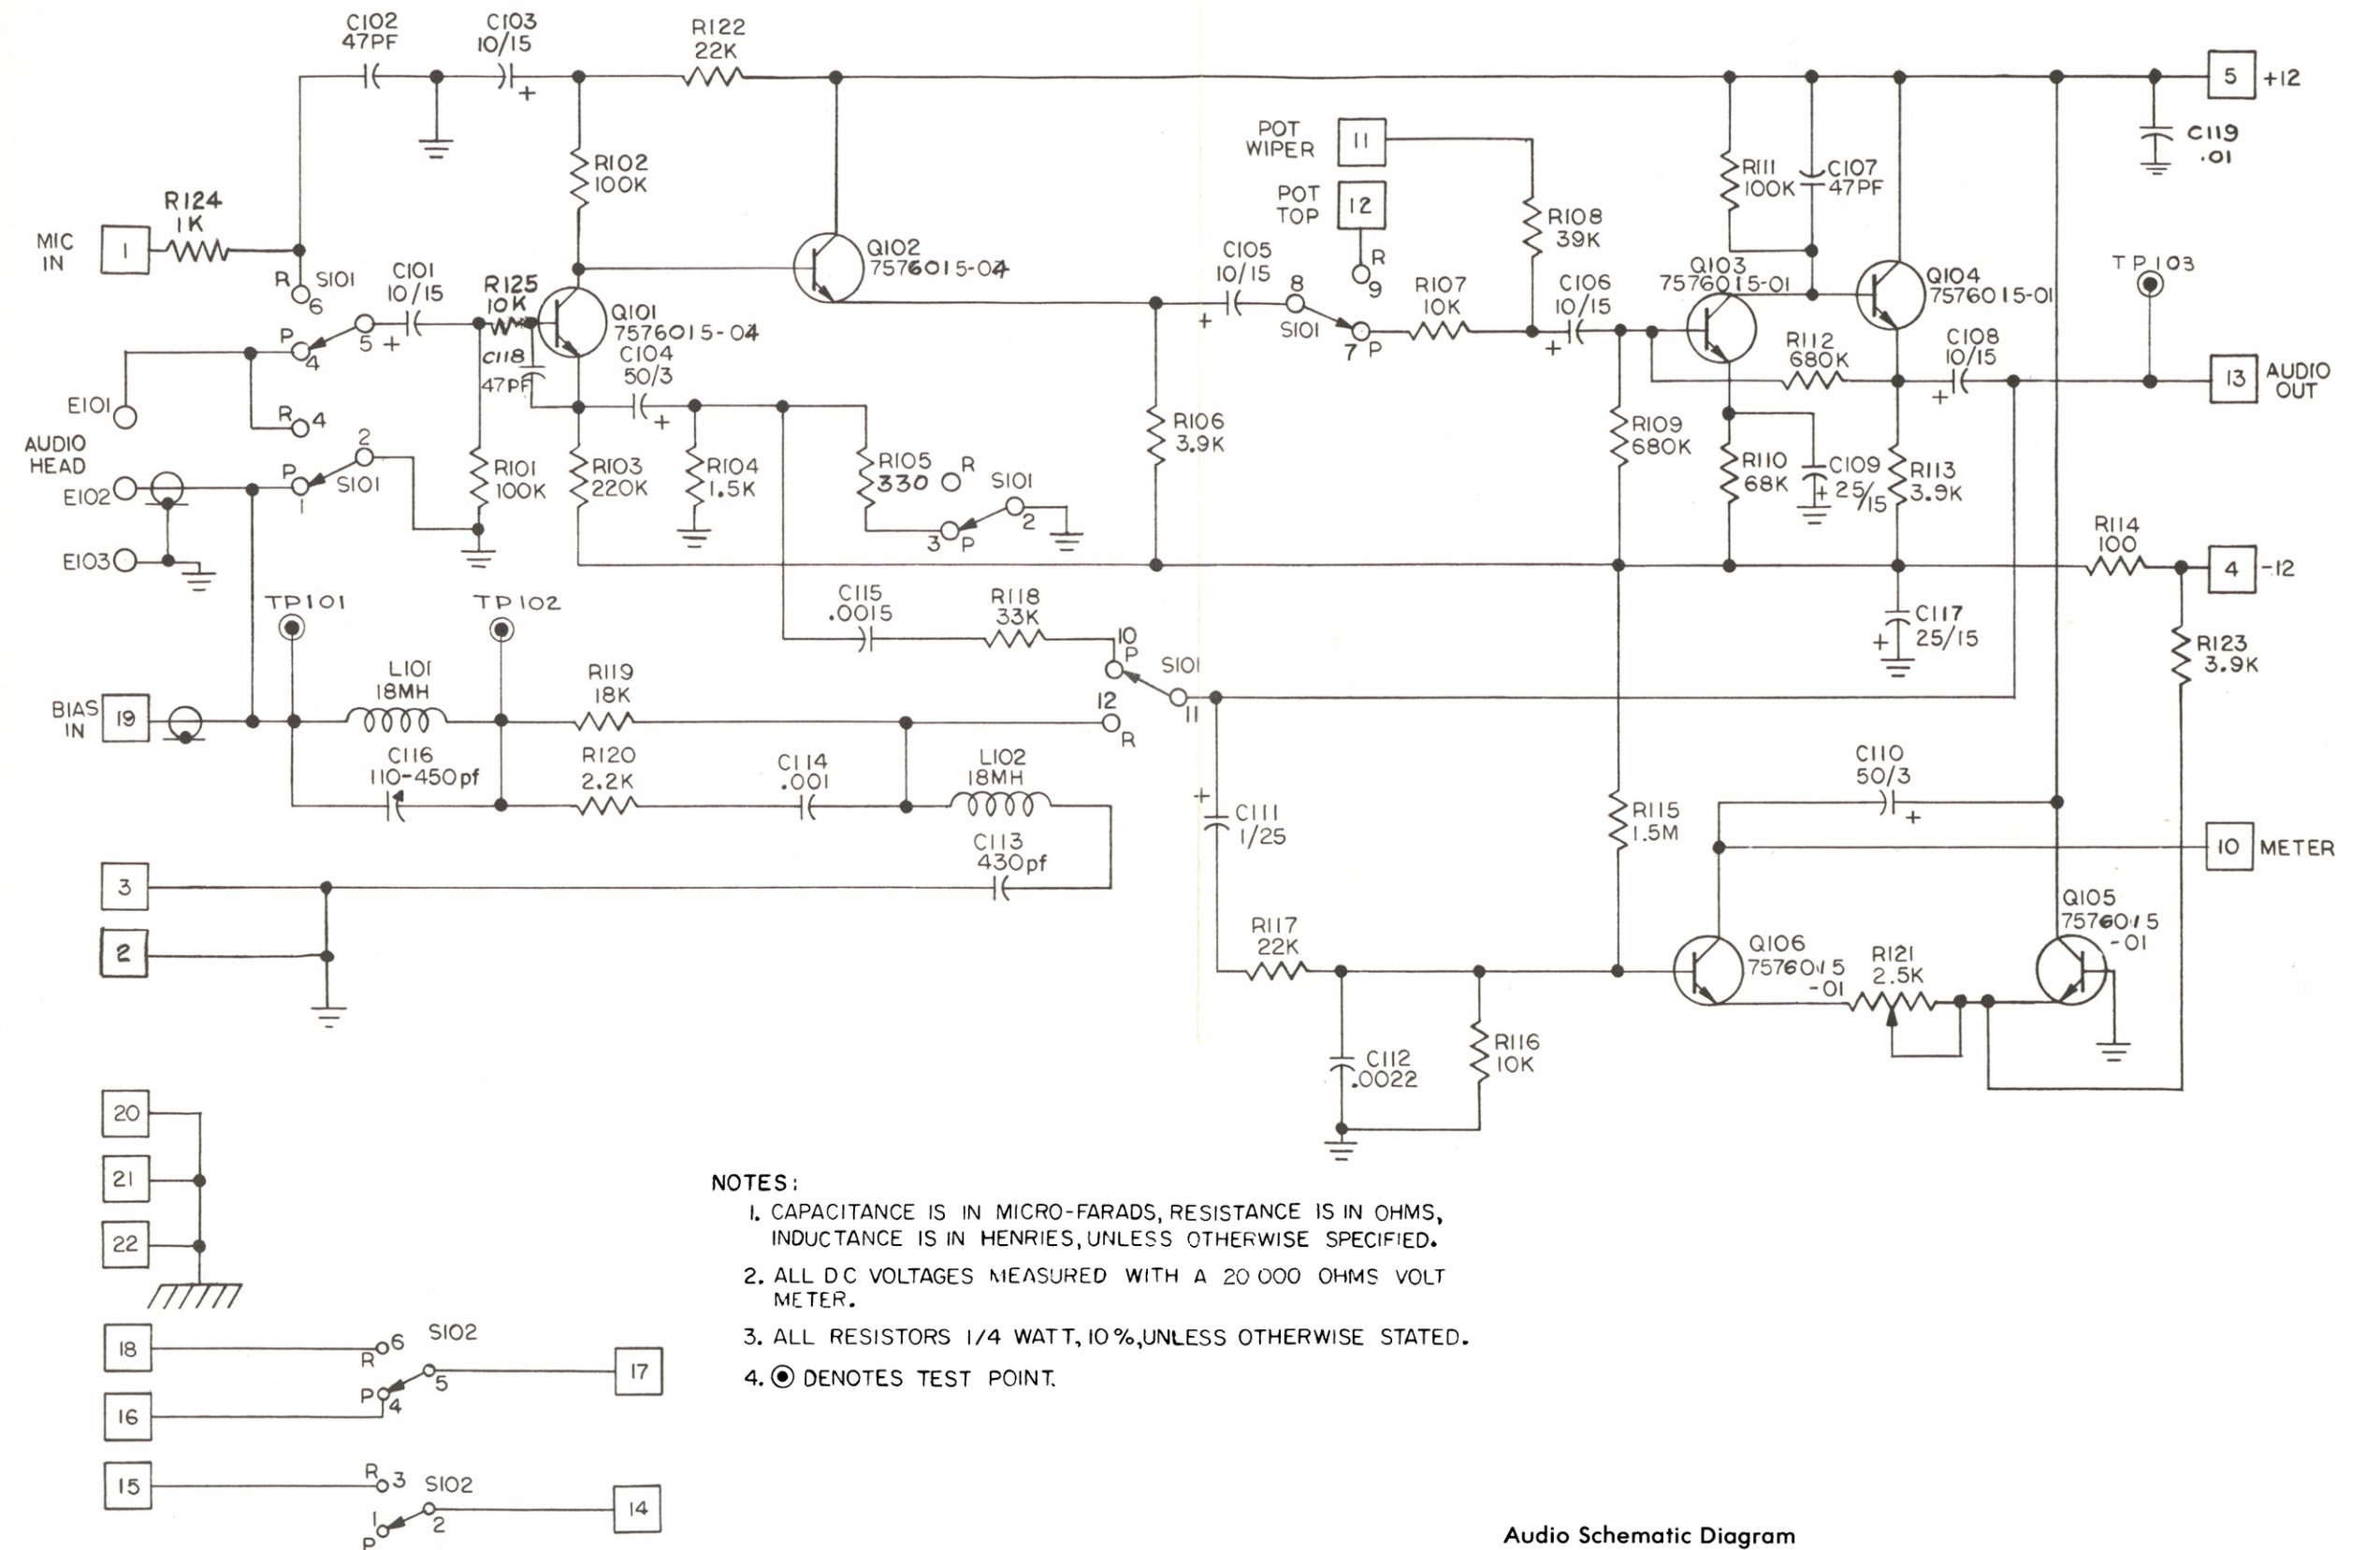 C102
47PF
C103
10/15
+
R122
22K
5
+12
C119
.01
R102
100K
POT
WIPER
11
POT
TOP
12
R
9
R108
39K
R111
100K
C107
47PF
R124
1K
MIC
IN
1
R
S101
6
C101
10/15
+
P
4
5
R125
10K
Q101
7576015-04
C118
47PF
C104
50/3
+
Q102
7576015-04
C105
10/15
+
8
S101
7 P
R107
10K
C106
10/15
+
Q103
7576015-01
Q104
7576015-01
TP103
R112
680K
C108
10/15
+
13
AUDIO
OUT
E101
R
4
AUDIO
HEAD
E102
P
1
2
S101
E103
R101
100K
R103
220K
R104
1.5K
R105
330
R
S101
2
3
P
R106
3.9K
R109
680K
R110
68K
C109
+
25/15
R113
3.9K
R114
100
4
-12
TP101
TP102
C115
.0015
R118
33K
10
P
S101
11
12
R
C117
+
25/15
R123
3.9K
BIAS
IN
19
L101
18MH
R119
18K
C116
110-450pf
R120
2.2K
C114
.001
L102
18MH
C113
430pf
+
C111
1/25
R115
1.5M
C110
50/3
+
10
METER
3
2
R117
22K
Q106
7576015
-01
R121
2.5K
Q105
7576015
-01
C112
.0022
R116
10K
20
21
22
NOTES:
1. CAPACITANCE IS IN MICRO-FARADS, RESISTANCE IS IN OHMS,
INDUCTANCE IS IN HENRIES, UNLESS OTHERWISE SPECIFIED.
2. ALL DC VOLTAGES MEASURED WITH A 20 000 OHMS VOLT
METER.
3. ALL RESISTORS 1/4 WATT, 10%, UNLESS OTHERWISE STATED.
4. DENOTES TEST POINT.
18
R
6
S102
5
17
P
4
16
15
R
3
S102
2
14
1
P
Audio Schematic Diagram